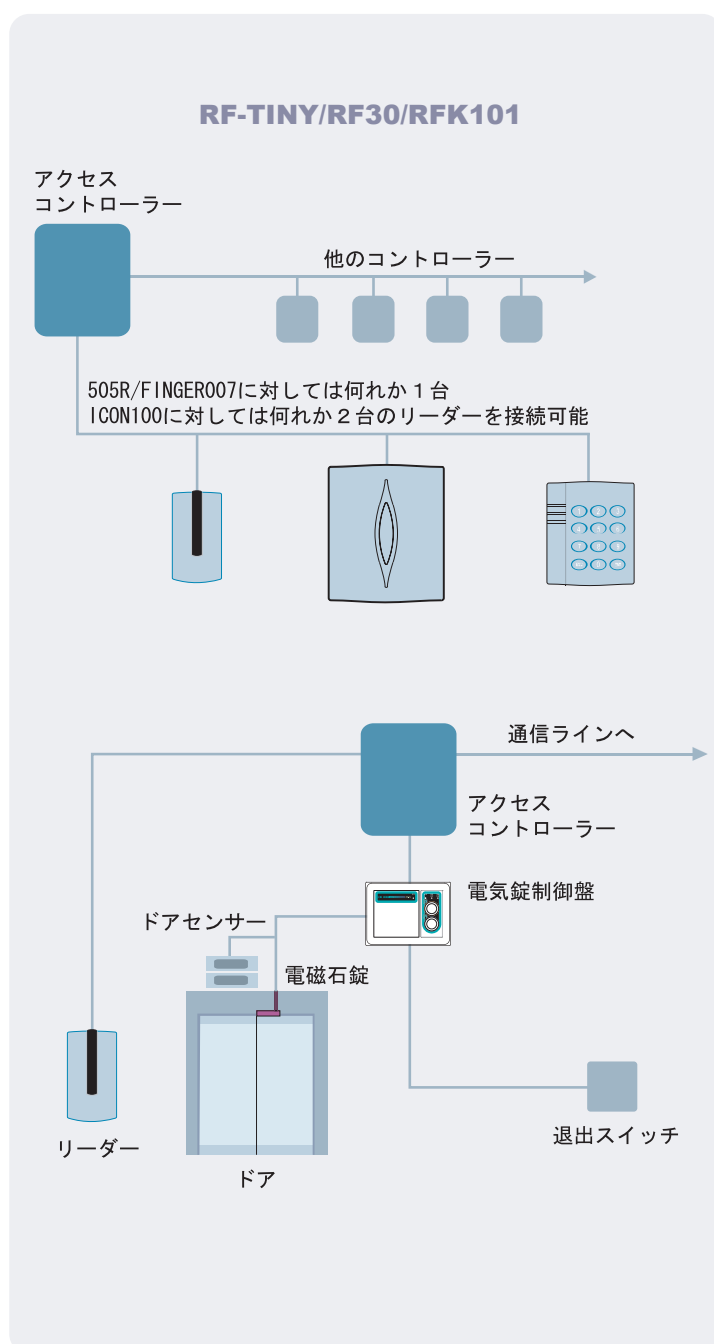 RF-TINY/RF30/RFK101
アクセス
コントローラー
他のコントローラー
505R/FINGER007に対しては何れか１台
ICON100に対しては何れか２台のリーダーを接続可能
通信ラインへ
アクセス
コントローラー
電気錠制御盤
ドアセンサー
電磁石錠
リーダー
退出スイッチ
ドア